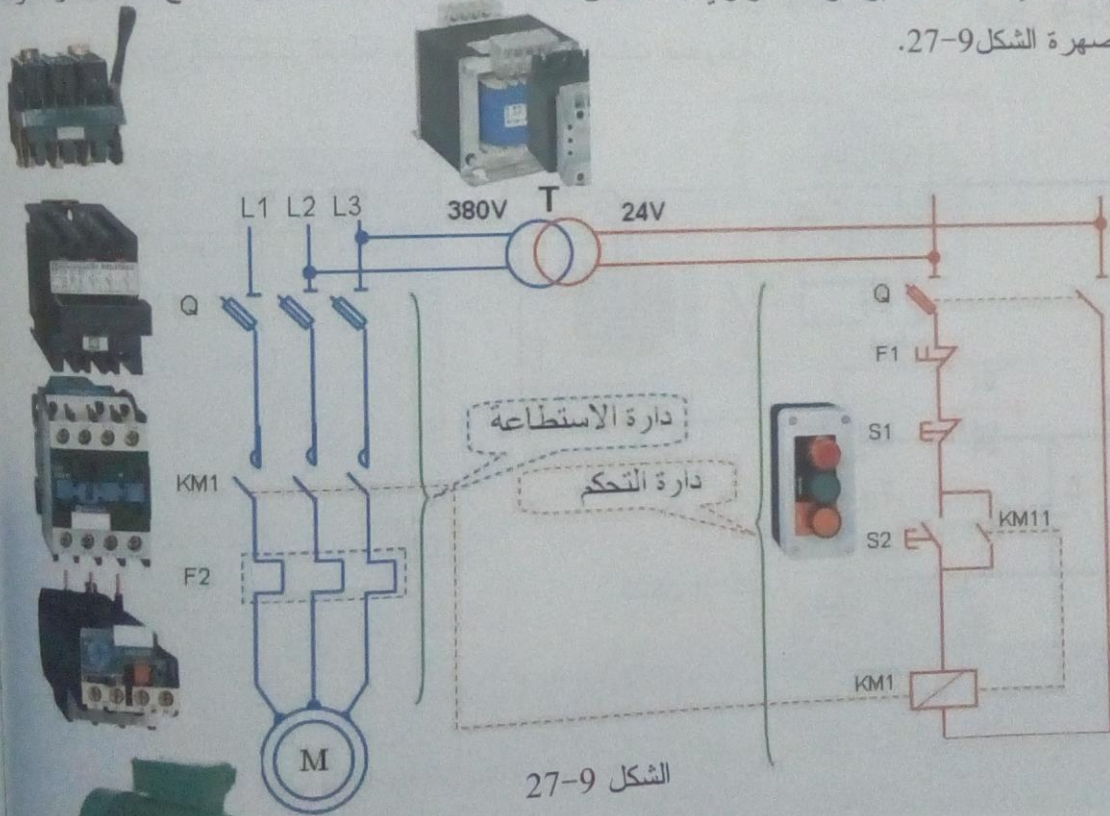 صهرة الشكل 9-27.
T
L1 L2 L3 380V 24V
Q
Q
F1
دارة الاستطاعة
S1
دارة التحكم
KM1
KM11
S2
F2
KM1
M
الشكل 9-27